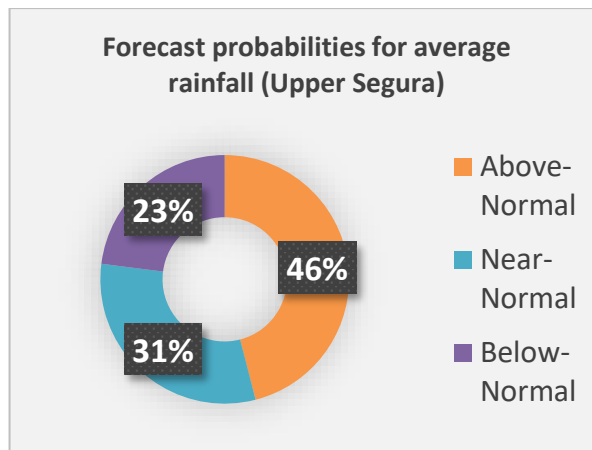 Forecast probabilities for average
rainfall (Upper Segura)
23%
46%
31%
Above-
Normal
Near-
Normal
Below-
Normal